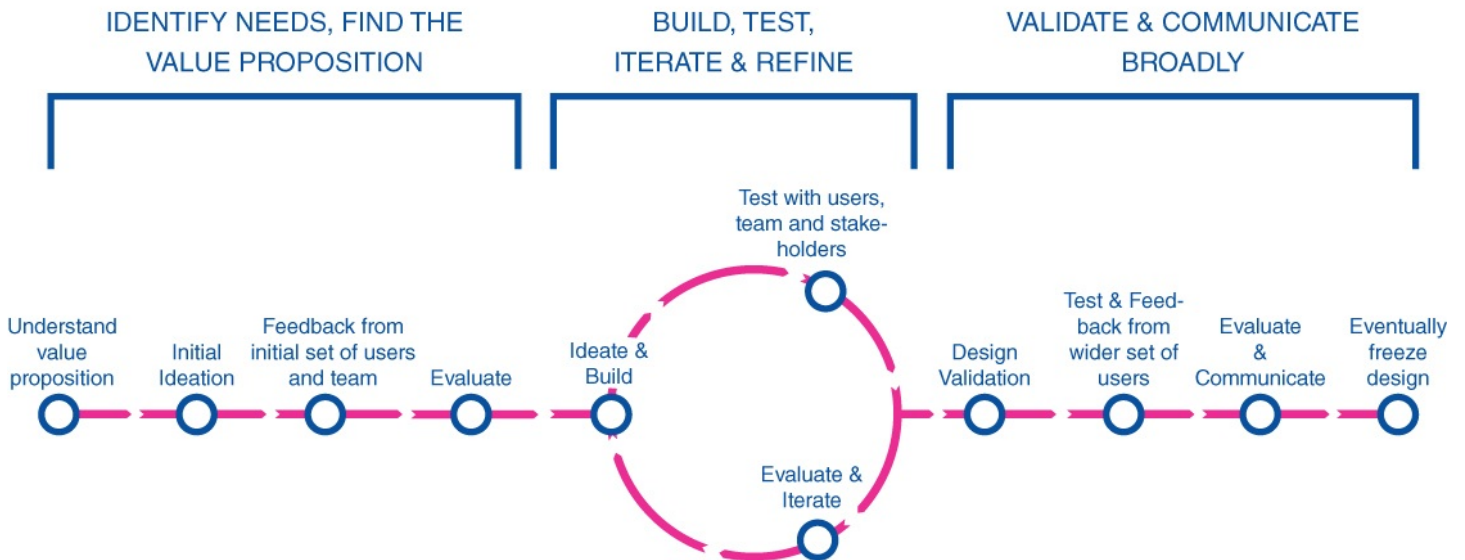 IDENTIFY NEEDS, FIND THE
VALUE PROPOSITION
BUILD, TEST,
ITERATE & REFINE
VALIDATE & COMMUNICATE
BROADLY
Understand
value
proposition
Initial
Ideation
Feedback from
initial set of users
and team
Evaluate
Ideate &
Build
Test with users,
team and stake-
holders
Evaluate &
Iterate
Design
Validation
Test & Feed-
back from
wider set of
users
Evaluate
&
Communicate
Eventually
freeze
design